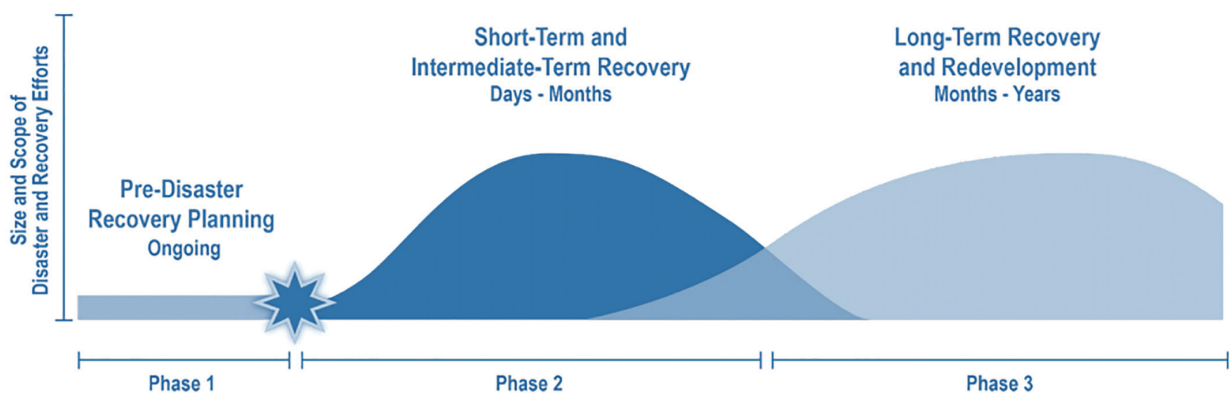 Size and Scope of
Disaster and Recovery Efforts
Pre-Disaster
Recovery Planning
Ongoing
Short-Term and
Intermediate-Term Recovery
Days - Months
Long-Term Recovery
and Redevelopment
Months - Years
Phase 1
Phase 2
Phase 3